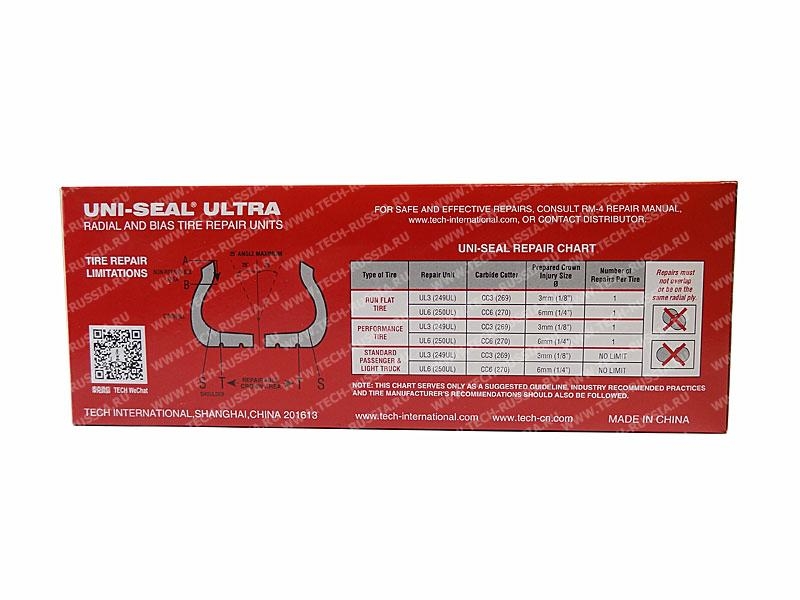 UNI-SEAL® ULTRA
RADIAL AND BIAS TIRE REPAIR UNITS
FOR SAFE AND EFFECTIVE REPAIRS, CONSULT RM-4 REPAIR MANUAL,
www.tech-international.com, OR CONTACT DISTRIBUTOR.
TIRE REPAIR
LIMITATIONS
25° ANGLE MAXIMUM
A
B
S T REPAIRABLE CROWN AREA T S
SHOULDER
TECH WeChat
UNI-SEAL REPAIR CHART
Type of Tire Repair Unit Carbide Cutter Prepared Crown Injury Size Ø Number of Repairs Per Tire
RUN FLAT TIRE UL3 (249UL) CC3 (269) 3mm (1/8") 1
UL6 (250UL) CC6 (270) 6mm (1/4") 1
PERFORMANCE TIRE UL3 (249UL) CC3 (269) 3mm (1/8") 1
UL6 (250UL) CC6 (270) 6mm (1/4") 1
STANDARD PASSENGER & LIGHT TRUCK UL3 (249UL) CC3 (269) 3mm (1/8") NO LIMIT
UL6 (250UL) CC6 (270) 6mm (1/4") NO LIMIT
Repairs must
not overlap
or be on the
same radial ply.
NOTE: THIS CHART SERVES ONLY AS A SUGGESTED GUIDELINE, INDUSTRY RECOMMENDED PRACTICES
AND TIRE MANUFACTURER'S RECOMMENDATIONS SHOULD ALSO BE FOLLOWED.
TECH INTERNATIONAL,SHANGHAI,CHINA 201613
www.tech-international.com www.tech-cn.com MADE IN CHINA
WWW.TECH-RUSSIA.RU